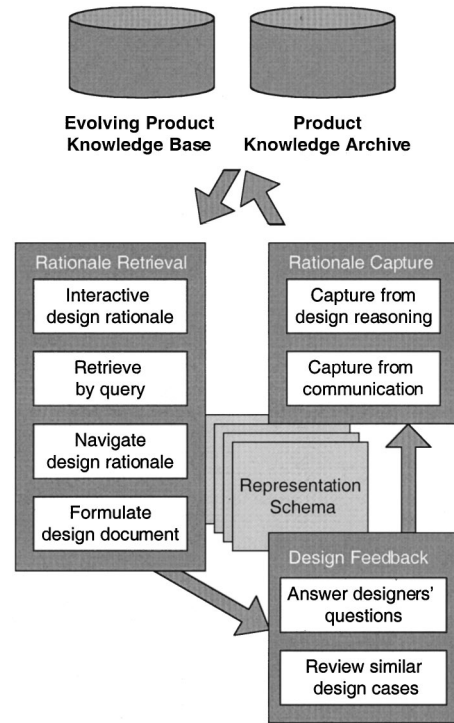 Evolving Product
Knowledge Base
Product
Knowledge Archive
Rationale Retrieval
Interactive
design rationale
Retrieve
by query
Navigate
design rationale
Formulate
design document
Rationale Capture
Capture from
design reasoning
Capture from
communication
Representation
Schema
Design Feedback
Answer designers'
questions
Review similar
design cases